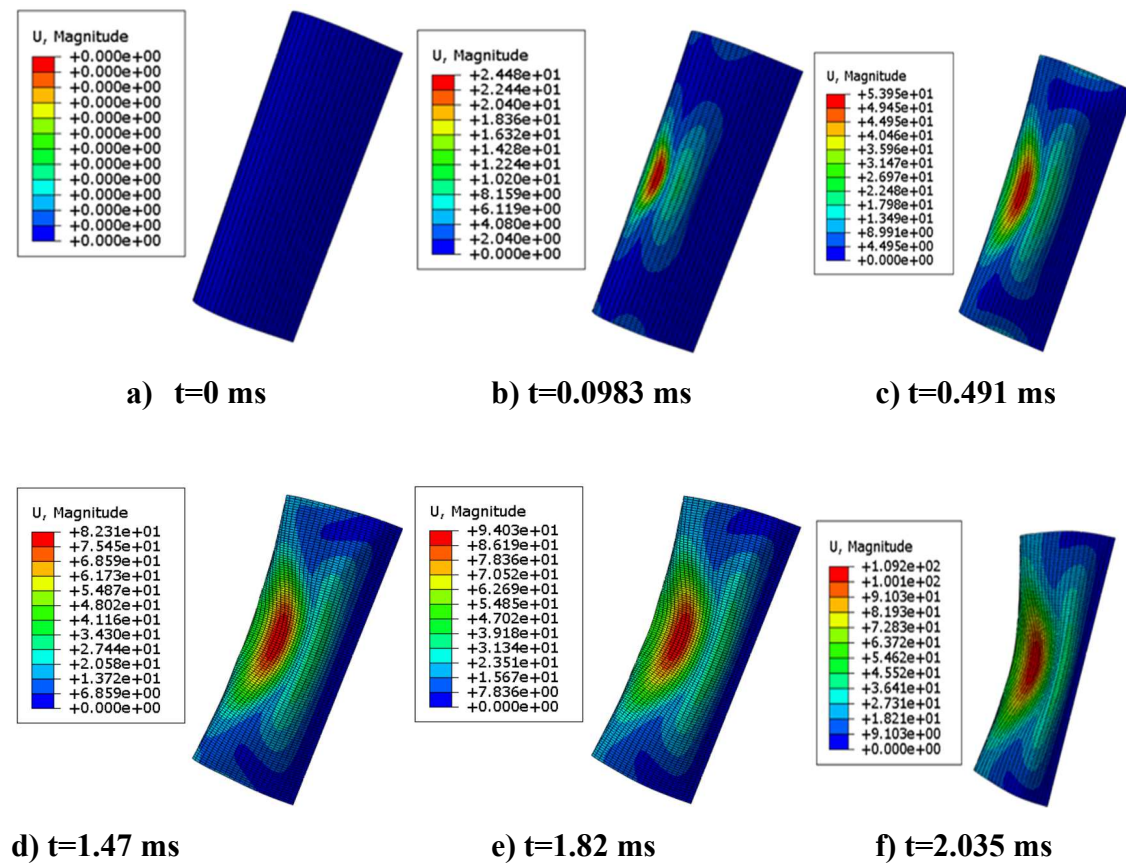 U, Magnitude
+0.000e+00
+0.000e+00
+0.000e+00
+0.000e+00
+0.000e+00
+0.000e+00
+0.000e+00
+0.000e+00
+0.000e+00
+0.000e+00
+0.000e+00
+0.000e+00
+0.000e+00
a) t=0 ms
U, Magnitude
+2.448e+01
+2.244e+01
+2.040e+01
+1.836e+01
+1.632e+01
+1.428e+01
+1.224e+01
+1.020e+01
+8.159e+00
+6.119e+00
+4.080e+00
+2.040e+00
+0.000e+00
b) t=0.0983 ms
U, Magnitude
+5.395e+01
+4.945e+01
+4.495e+01
+4.046e+01
+3.596e+01
+3.147e+01
+2.697e+01
+2.248e+01
+1.798e+01
+1.349e+01
+8.991e+00
+4.495e+00
+0.000e+00
c) t=0.491 ms
U, Magnitude
+8.231e+01
+7.545e+01
+6.859e+01
+6.173e+01
+5.487e+01
+4.802e+01
+4.116e+01
+3.430e+01
+2.744e+01
+2.058e+01
+1.372e+01
+6.859e+00
+0.000e+00
d) t=1.47 ms
U, Magnitude
+9.403e+01
+8.619e+01
+7.836e+01
+7.052e+01
+6.269e+01
+5.485e+01
+4.702e+01
+3.918e+01
+3.134e+01
+2.351e+01
+1.567e+01
+7.836e+00
+0.000e+00
e) t=1.82 ms
U, Magnitude
+1.092e+02
+1.001e+02
+9.103e+01
+8.193e+01
+7.283e+01
+6.372e+01
+5.462e+01
+4.552e+01
+3.641e+01
+2.731e+01
+1.821e+01
+9.103e+00
+0.000e+00
f) t=2.035 ms